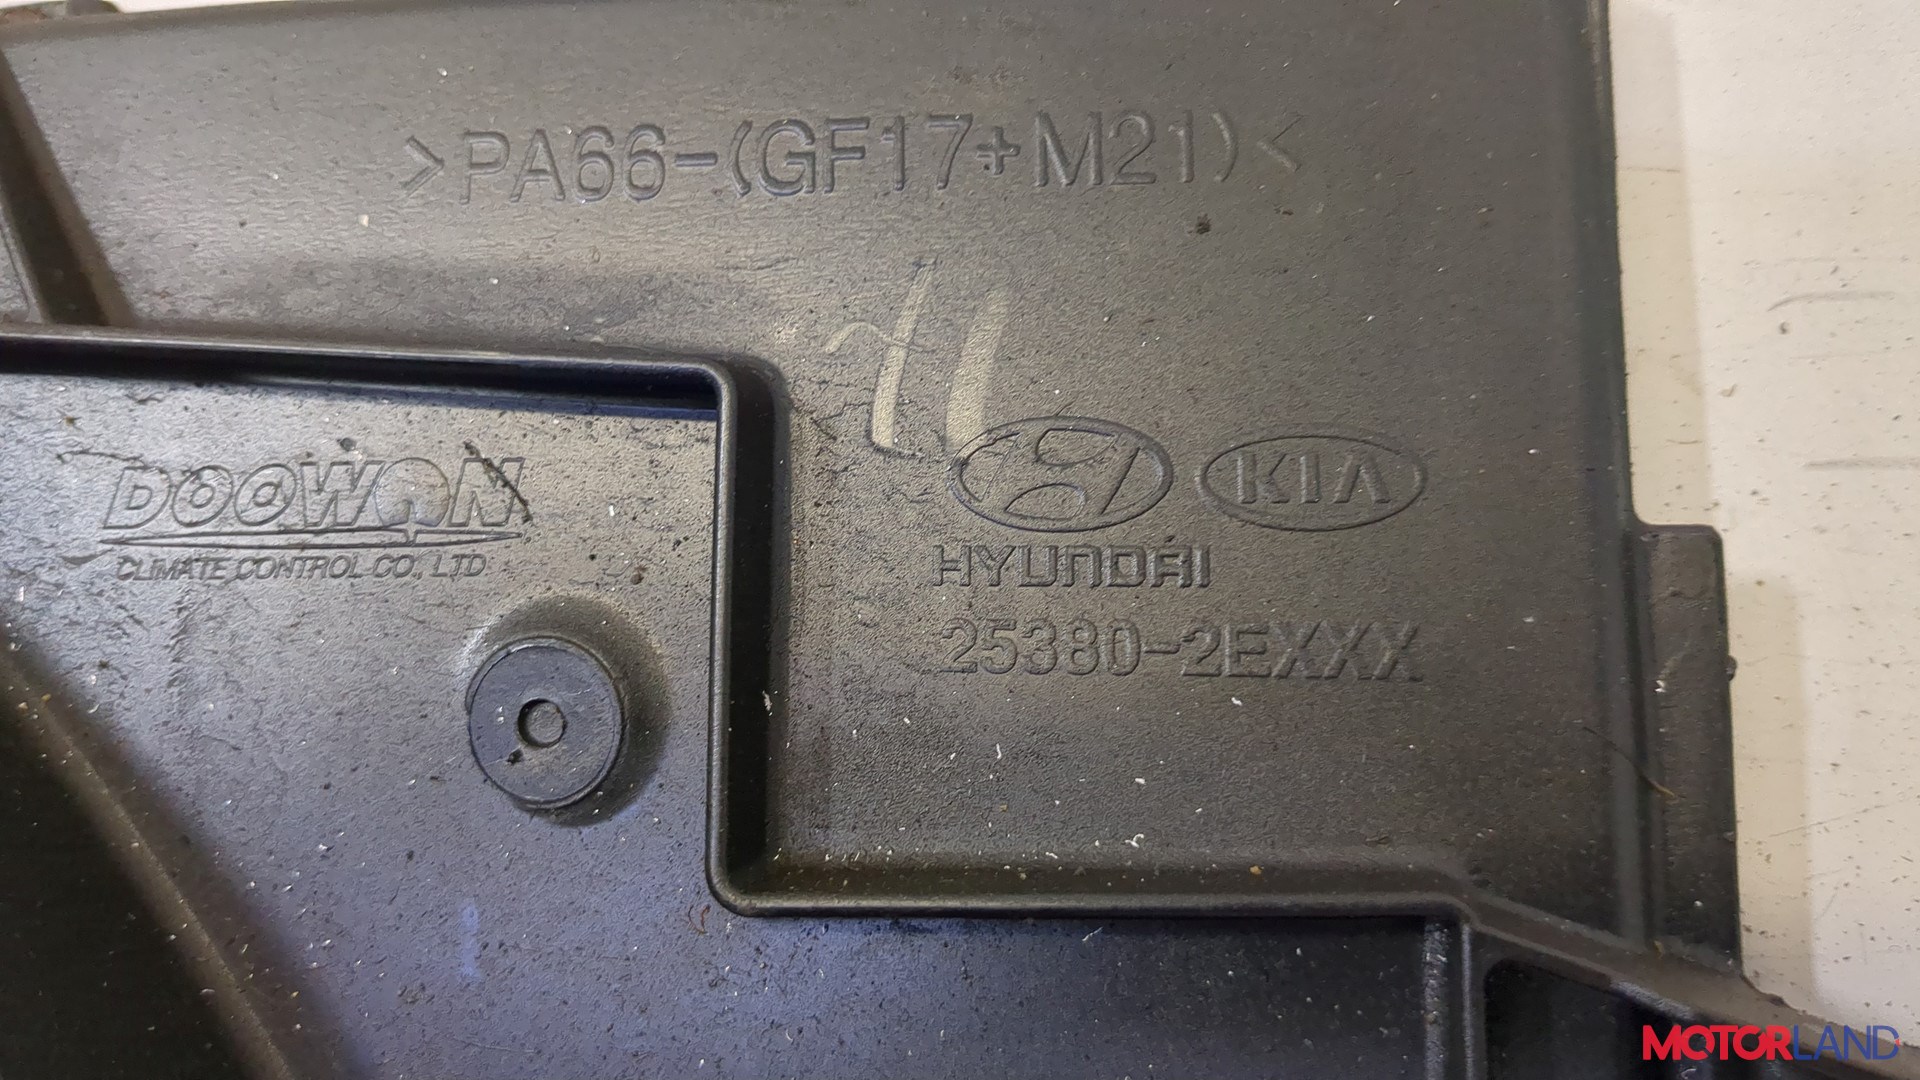 >PA66-(GF17+M21)<
DOOWON
CLIMATE CONTROL CO., LTD
KIA
HYUNDAI
25380-2EXXX
MOTORLAND